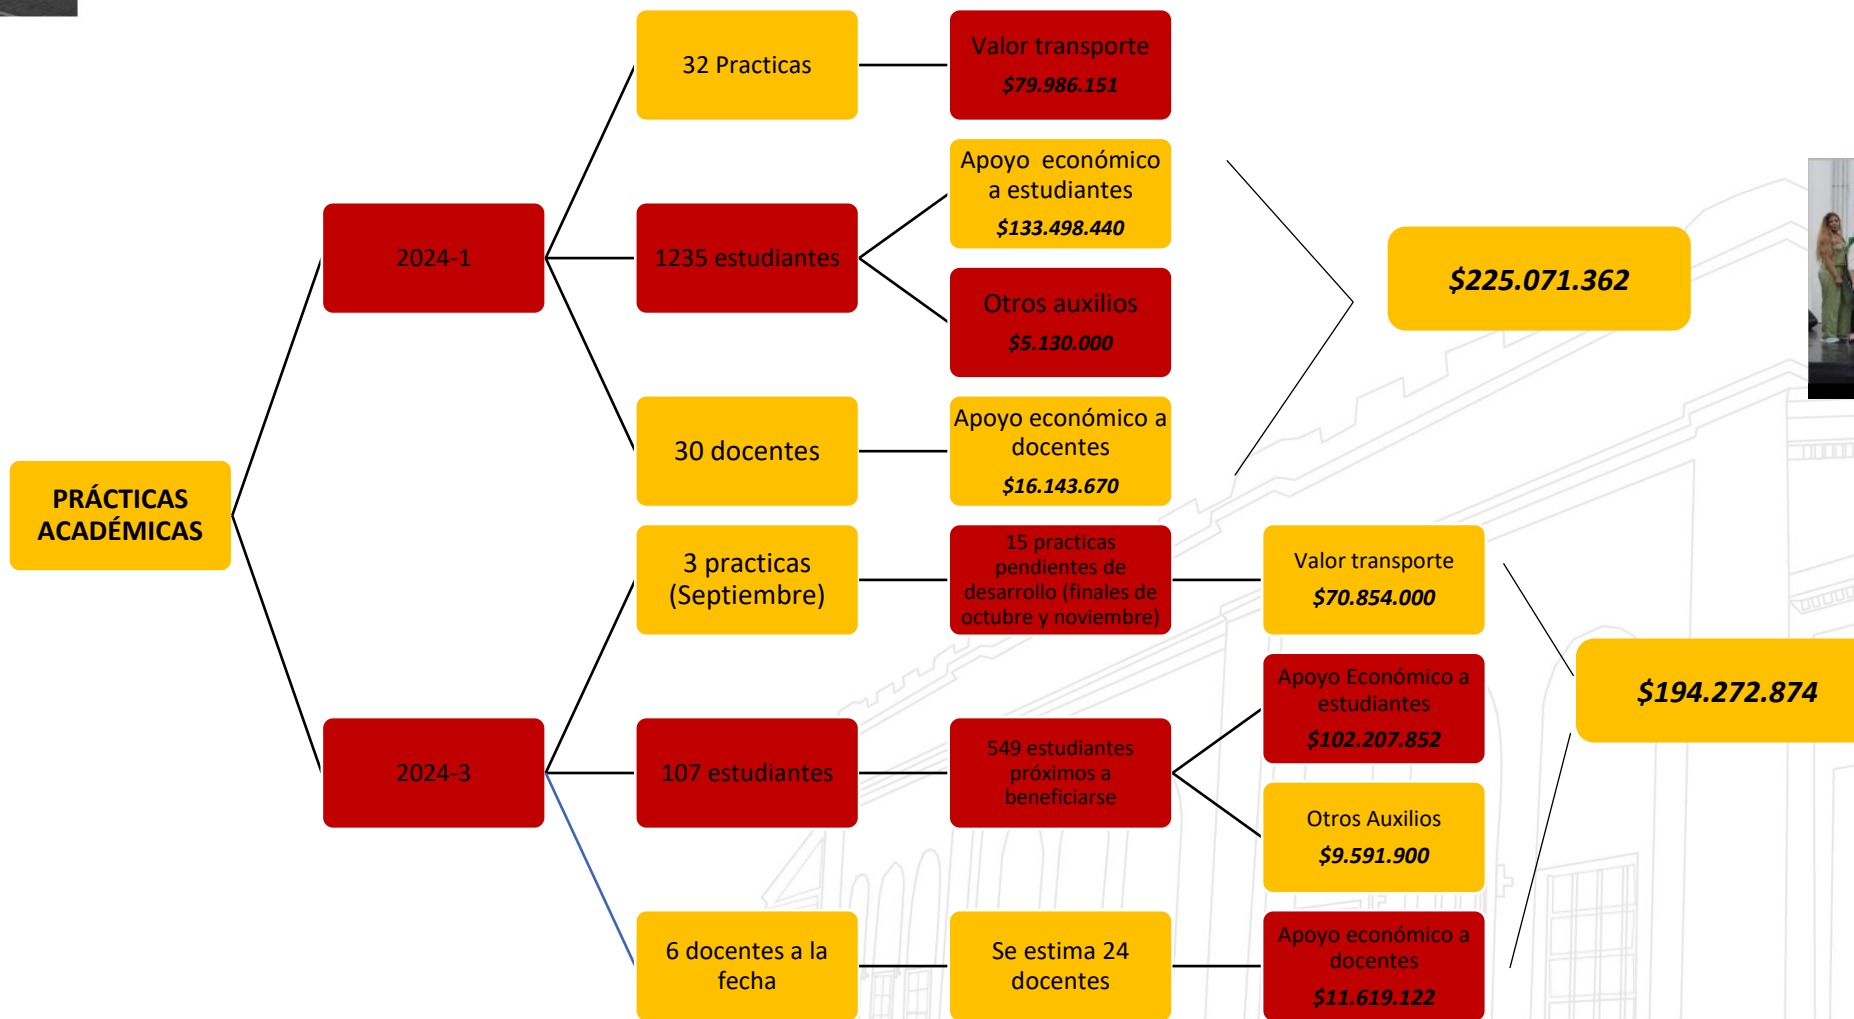 PRÁCTICAS
ACADÉMICAS
2024-1
32 Practicas
Valor transporte
$79.986.151
1235 estudiantes
Apoyo económico
a estudiantes
$133.498.440
Otros auxilios
$5.130.000
30 docentes
Apoyo económico a
docentes
$16.143.670
$225.071.362
2024-3
3 practicas
(Septiembre)
15 practicas
pendientes de
desarrollo (finales de
octubre y noviembre)
Valor transporte
$70.854.000
107 estudiantes
549 estudiantes
próximos a
beneficiarse
Apoyo Económico a
estudiantes
$102.207.852
Otros Auxilios
$9.591.900
6 docentes a la
fecha
Se estima 24
docentes
Apoyo económico a
docentes
$11.619.122
$194.272.874